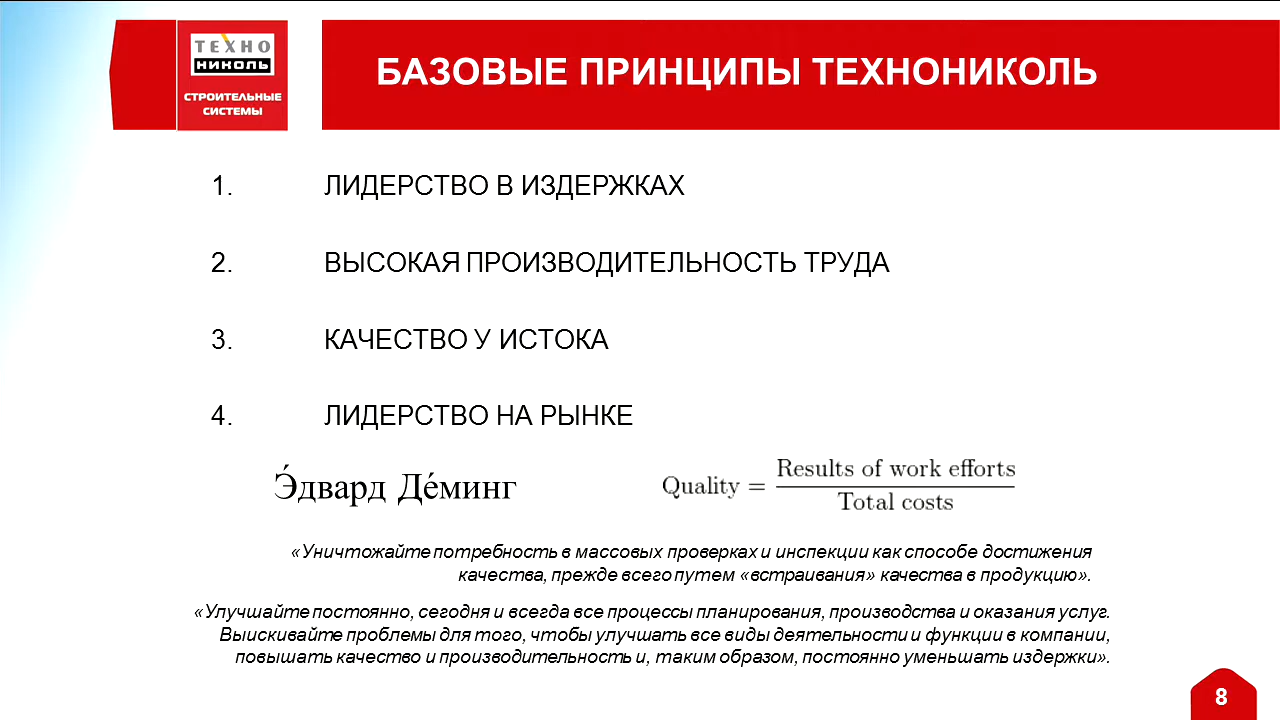 ТЕХНО
НИКОЛЬ
СТРОИТЕЛЬНЫЕ
СИСТЕМЫ
БАЗОВЫЕ ПРИНЦИПЫ ТЕХНОНИКОЛЬ
1. ЛИДЕРСТВО В ИЗДЕРЖКАХ
2. ВЫСОКАЯ ПРОИЗВОДИТЕЛЬНОСТЬ ТРУДА
3. КАЧЕСТВО У ИСТОКА
4. ЛИДЕРСТВО НА РЫНКЕ
Э́двард Де́минг
Quality = Results of work efforts
Total costs
«Уничтожайте потребность в массовых проверках и инспекции как способе достижения
качества, прежде всего путем «встраивания» качества в продукцию».
«Улучшайте постоянно, сегодня и всегда все процессы планирования, производства и оказания услуг.
Выискивайте проблемы для того, чтобы улучшать все виды деятельности и функции в компании,
повышать качество и производительность и, таким образом, постоянно уменьшать издержки».
8